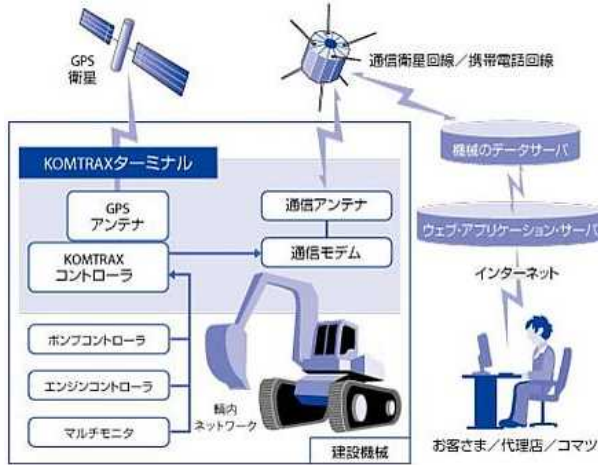 GPS
衛星
通信衛星回線／携帯電話回線
KOMTRAXターミナル
GPS
アンテナ
KOMTRAX
コントローラ
通信アンテナ
通信モデム
機械のデータサーバ
ウェブ・アプリケーション・サーバ
インターネット
ポンプコントローラ
エンジンコントローラ
マルチモニタ
輌内
ネットワーク
建設機械
お客さま／代理店／コマツ